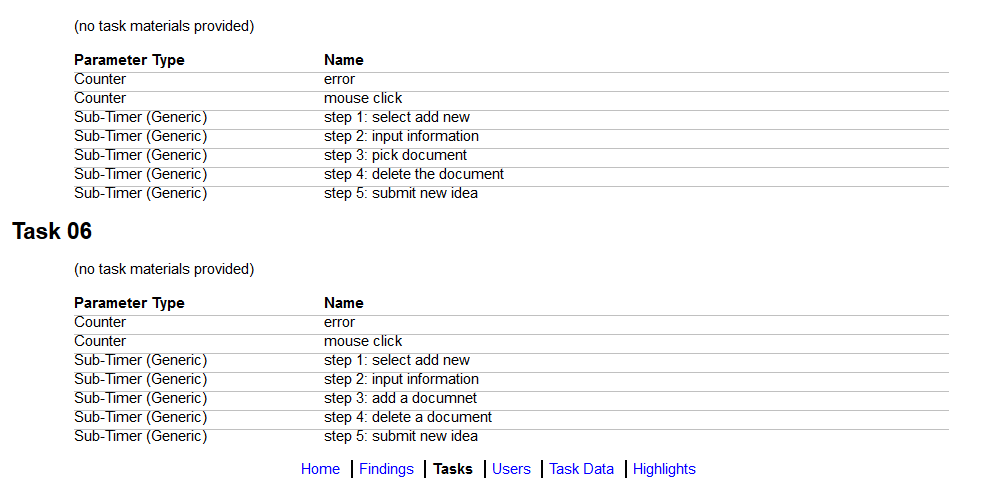 (no task materials provided)
Parameter Type Name
Counter error
Counter mouse click
Sub-Timer (Generic) step 1: select add new
Sub-Timer (Generic) step 2: input information
Sub-Timer (Generic) step 3: pick document
Sub-Timer (Generic) step 4: delete the document
Sub-Timer (Generic) step 5: submit new idea
Task 06
(no task materials provided)
Parameter Type Name
Counter error
Counter mouse click
Sub-Timer (Generic) step 1: select add new
Sub-Timer (Generic) step 2: input information
Sub-Timer (Generic) step 3: add a documnet
Sub-Timer (Generic) step 4: delete a document
Sub-Timer (Generic) step 5: submit new idea
Home | Findings | Tasks | Users | Task Data | Highlights